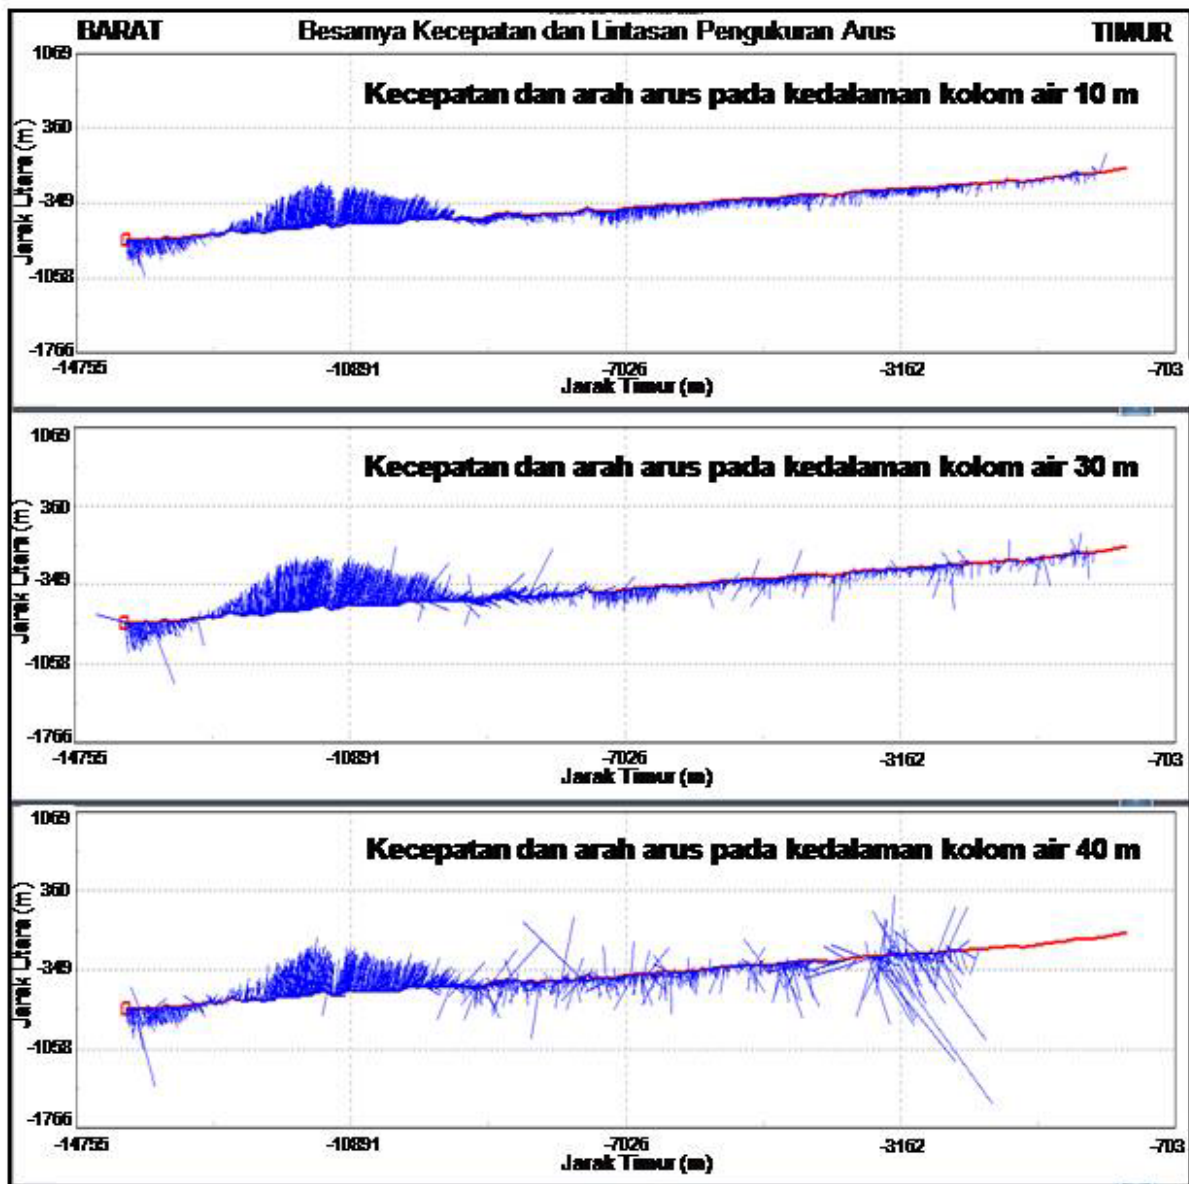 BARAT Besarnya Kecepatan dan Lintasan Pengukuran Arus TIMUR
1069
Kecepatan dan arah arus pada kedalaman kolom air 10 m
360
Jarak Utara (m)
-349
-1058
-1766
-14755 -10891 -7026 -3162 -703
Jarak Timur (m)
1069
Kecepatan dan arah arus pada kedalaman kolom air 30 m
360
Jarak Utara (m)
-349
-1058
-1766
-14755 -10891 -7026 -3162 -703
Jarak Timur (m)
1069
Kecepatan dan arah arus pada kedalaman kolom air 40 m
360
Jarak Utara (m)
-349
-1058
-1766
-14755 -10891 -7026 -3162 -703
Jarak Timur (m)